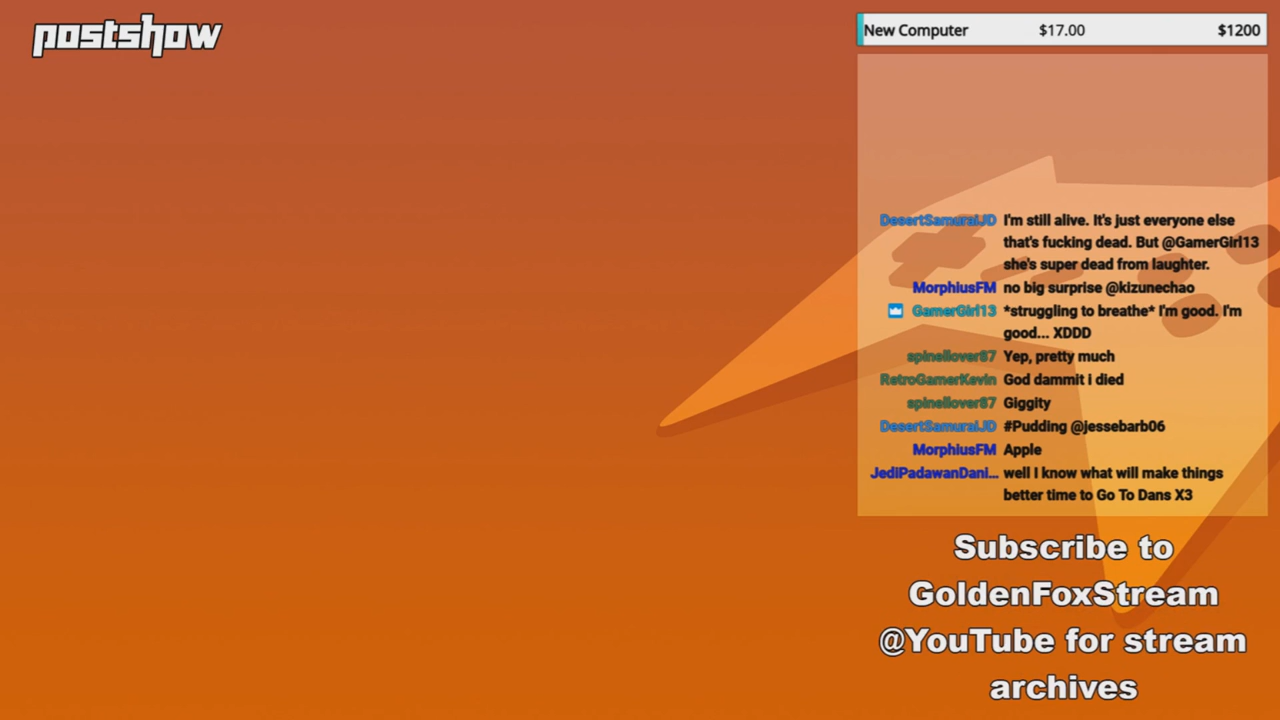 postshow
New Computer $17.00 $1200
DesertSamuraiJD I'm still alive. It's just everyone else
that's fucking dead. But @GamerGirl13
she's super dead from laughter.
MorphiusFM no big surprise @kizunechao
GamerGirl13 *struggling to breathe* I'm good. I'm
good... XDDD
spinellover87 Yep, pretty much
RetroGamerKevin God dammit i died
spinellover87 Giggity
DesertSamuraiJD #Pudding @jessebarb06
MorphiusFM Apple
JediPadawanDani... well I know what will make things
better time to Go To Dans X3
Subscribe to
GoldenFoxStream
@YouTube for stream
archives